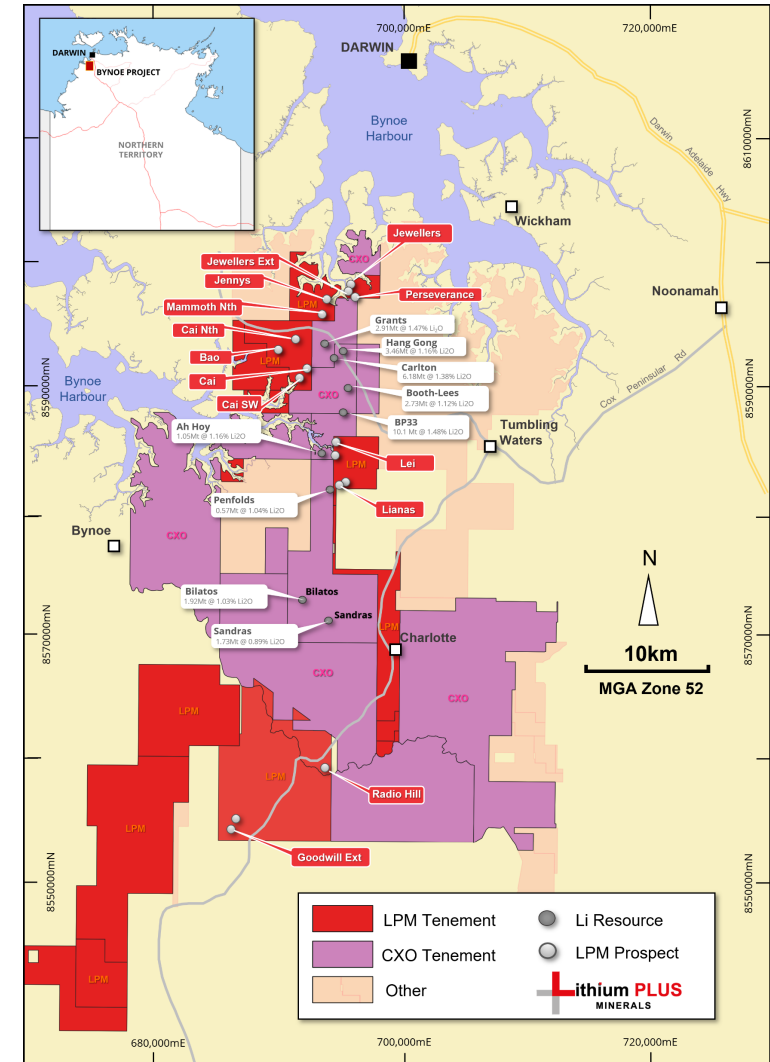 700,000mE
720,000mE
DARWIN
DARWIN
BYNOE PROJECT
NORTHERN
TERRITORY
Bynoe
Harbour
8610000mN
8610000mN
Darwin Adelaide Hwy
Wickham
Jewellers
CXO
Jewellers Ext
Jennys
Perseverance
Noonamah
LPM
Mammoth Nth
Grants
2.91Mt @ 1.47% Li2O
Cai Nth
Hang Gong
3.46Mt @ 1.16% Li2O
Bao
LPM
Carlton
6.18Mt @ 1.38% Li2O
Cox Peninsular Rd
Cai
Bynoe
Harbour
8590000mN
8590000mN
CXO
Booth-Lees
2.73Mt @ 1.12% Li2O
Cai SW
BP33
10.1 Mt @ 1.48% Li2O
Ah Hoy
1.05Mt @ 1.16% Li2O
Tumbling
Waters
LPM
Lei
Penfolds
0.57Mt @ 1.04% Li2O
Lianas
Bynoe
CXO
N
Bilatos
1.92Mt @ 1.03% Li2O
Bilatos
Sandras
Sandras
1.73Mt @ 0.89% Li2O
LPM
Charlotte
8570000mN
8570000mN
10km
MGA Zone 52
CXO
CXO
LPM
LPM
Radio Hill
LPM
Goodwill Ext
8550000mN
8550000mN
LPM Tenement
Li Resource
CXO Tenement
LPM Prospect
Other
Lithium PLUS
MINERALS
LPM
680,000mE
700,000mE
720,000mE